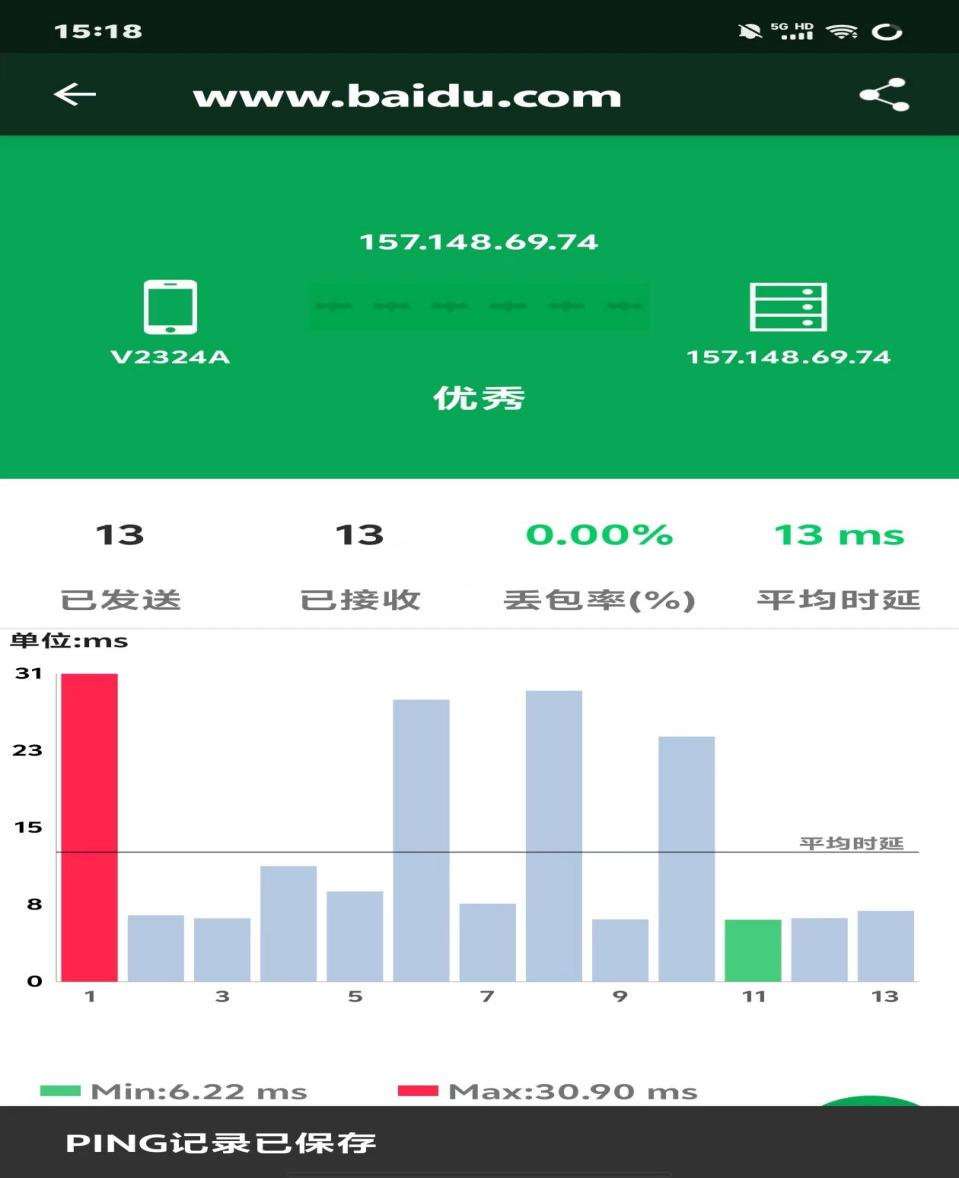 15:18
5G HD
www.baidu.com
157.148.69.74
V2324A
157.148.69.74
优秀
13 13 0.00% 13 ms
已发送 已接收 丢包率(%) 平均时延
单位:ms
31
23
15
平均时延
8
0
1 3 5 7 9 11 13
Min:6.22 ms Max:30.90 ms
PING记录已保存